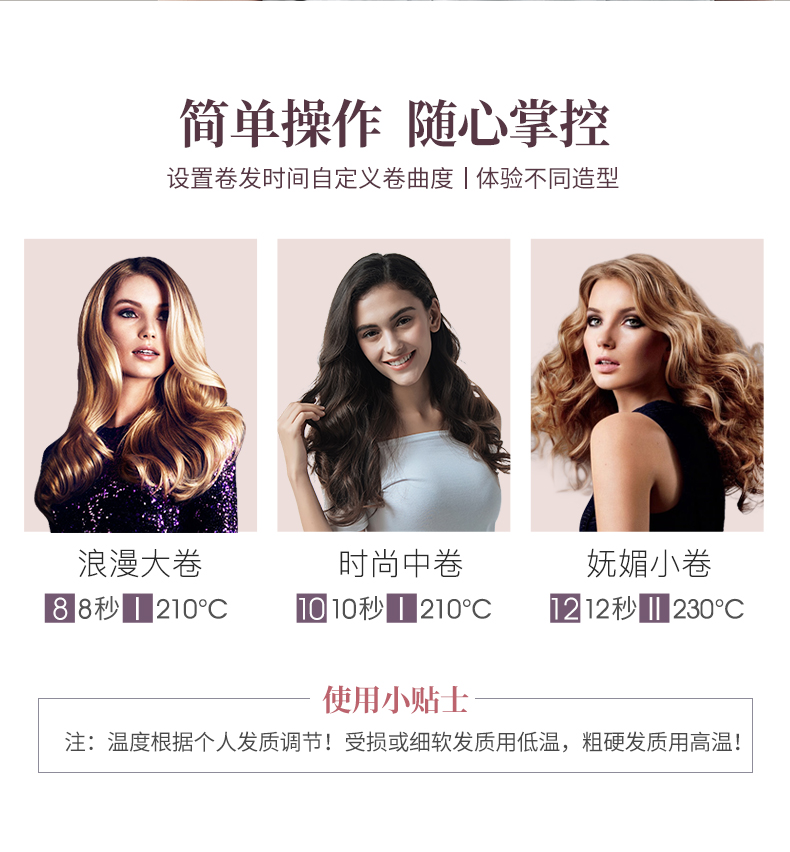 简单操作 随心掌控
设置卷发时间自定义卷曲度 | 体验不同造型
浪漫大卷
8 8秒 I 210℃
时尚中卷
10 10秒 I 210℃
妩媚小卷
12 12秒 II 230℃
使用小贴士
注：温度根据个人发质调节！受损或细软发质用低温，粗硬发质用高温！